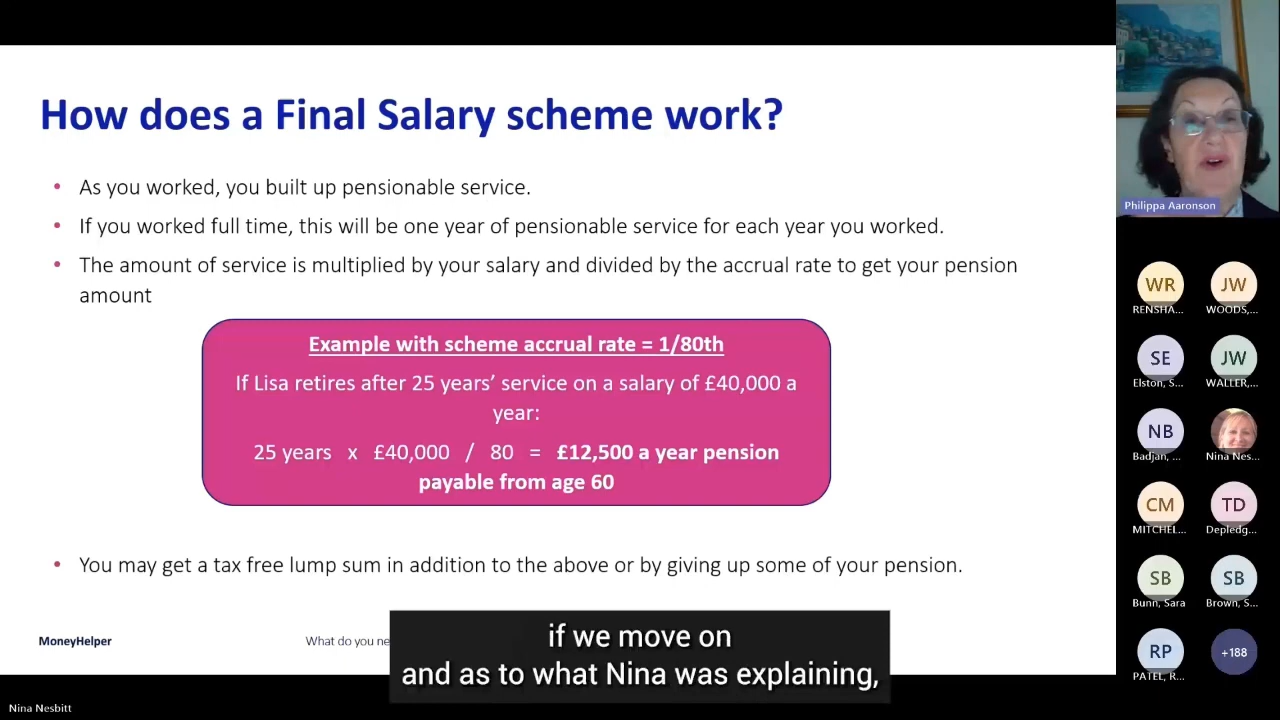 How does a Final Salary scheme work?
• As you worked, you built up pensionable service.
• If you worked full time, this will be one year of pensionable service for each year you worked.
• The amount of service is multiplied by your salary and divided by the accrual rate to get your pension
amount
Example with scheme accrual rate = 1/80th
If Lisa retires after 25 years’ service on a salary of £40,000 a
year:
25 years x £40,000 / 80 = £12,500 a year pension
payable from age 60
• You may get a tax free lump sum in addition to the above or by giving up some of your pension.
MoneyHelper
What do you ne
if we move on
and as to what Nina was explaining,
Nina Nesbitt
Philippa Aaronson
WR
RENSHA...
JW
WOODS,...
SE
Elston, S...
JW
WALLER,...
NB
Badjan, ...
Nina Nes...
CM
MITCHEL...
TD
Depledg...
SB
Bunn, Sara
SB
Brown, S...
RP
PATEL, R...
+188